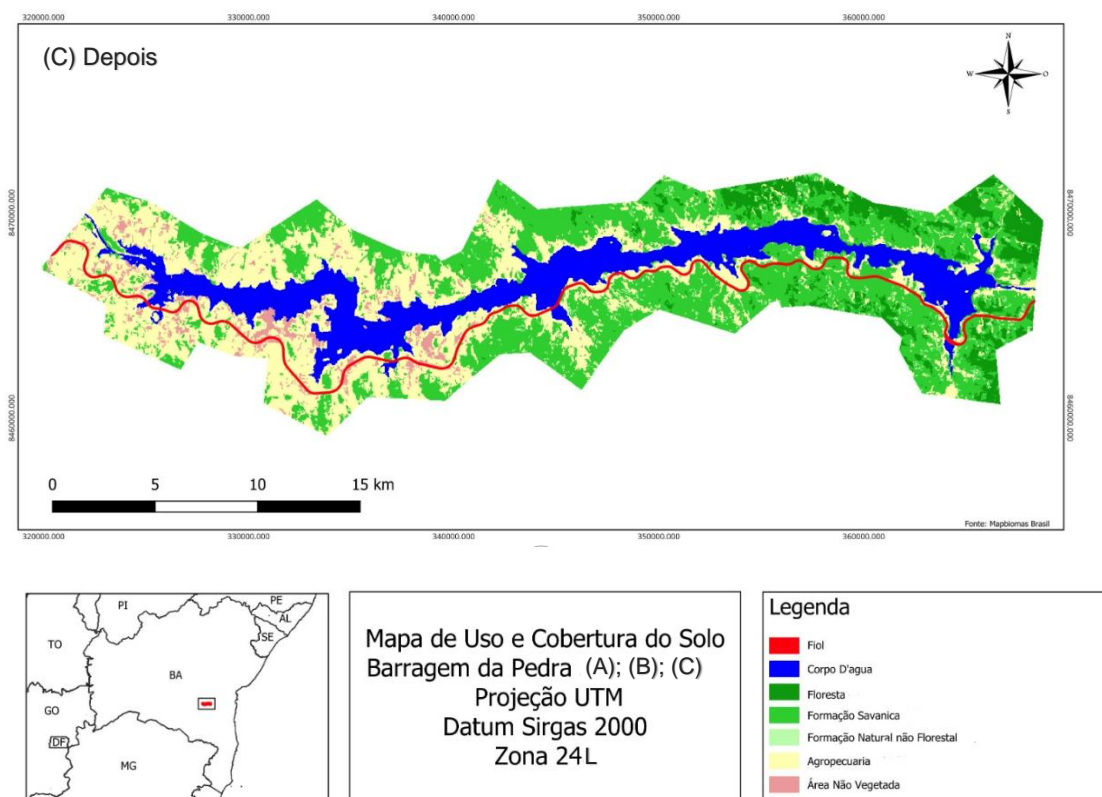 320000.000 330000.000 340000.000 350000.000 360000.000
(C) Depois
N
W O
S
8470000.000 8470000.000
8460000.000 8460000.000
0 5 10 15 km
Fonte: Mapbiomas Brasil
320000.000 330000.000 340000.000 350000.000 360000.000
PI PE
AL
TO SE
BA
GO
DF
MG
Mapa de Uso e Cobertura do Solo
Barragem da Pedra (A); (B); (C)
Projeção UTM
Datum Sirgas 2000
Zona 24L
Legenda
Fiol
Corpo D'agua
Floresta
Formação Savanica
Formação Natural não Florestal
Agropecuaria
Área Não Vegetada